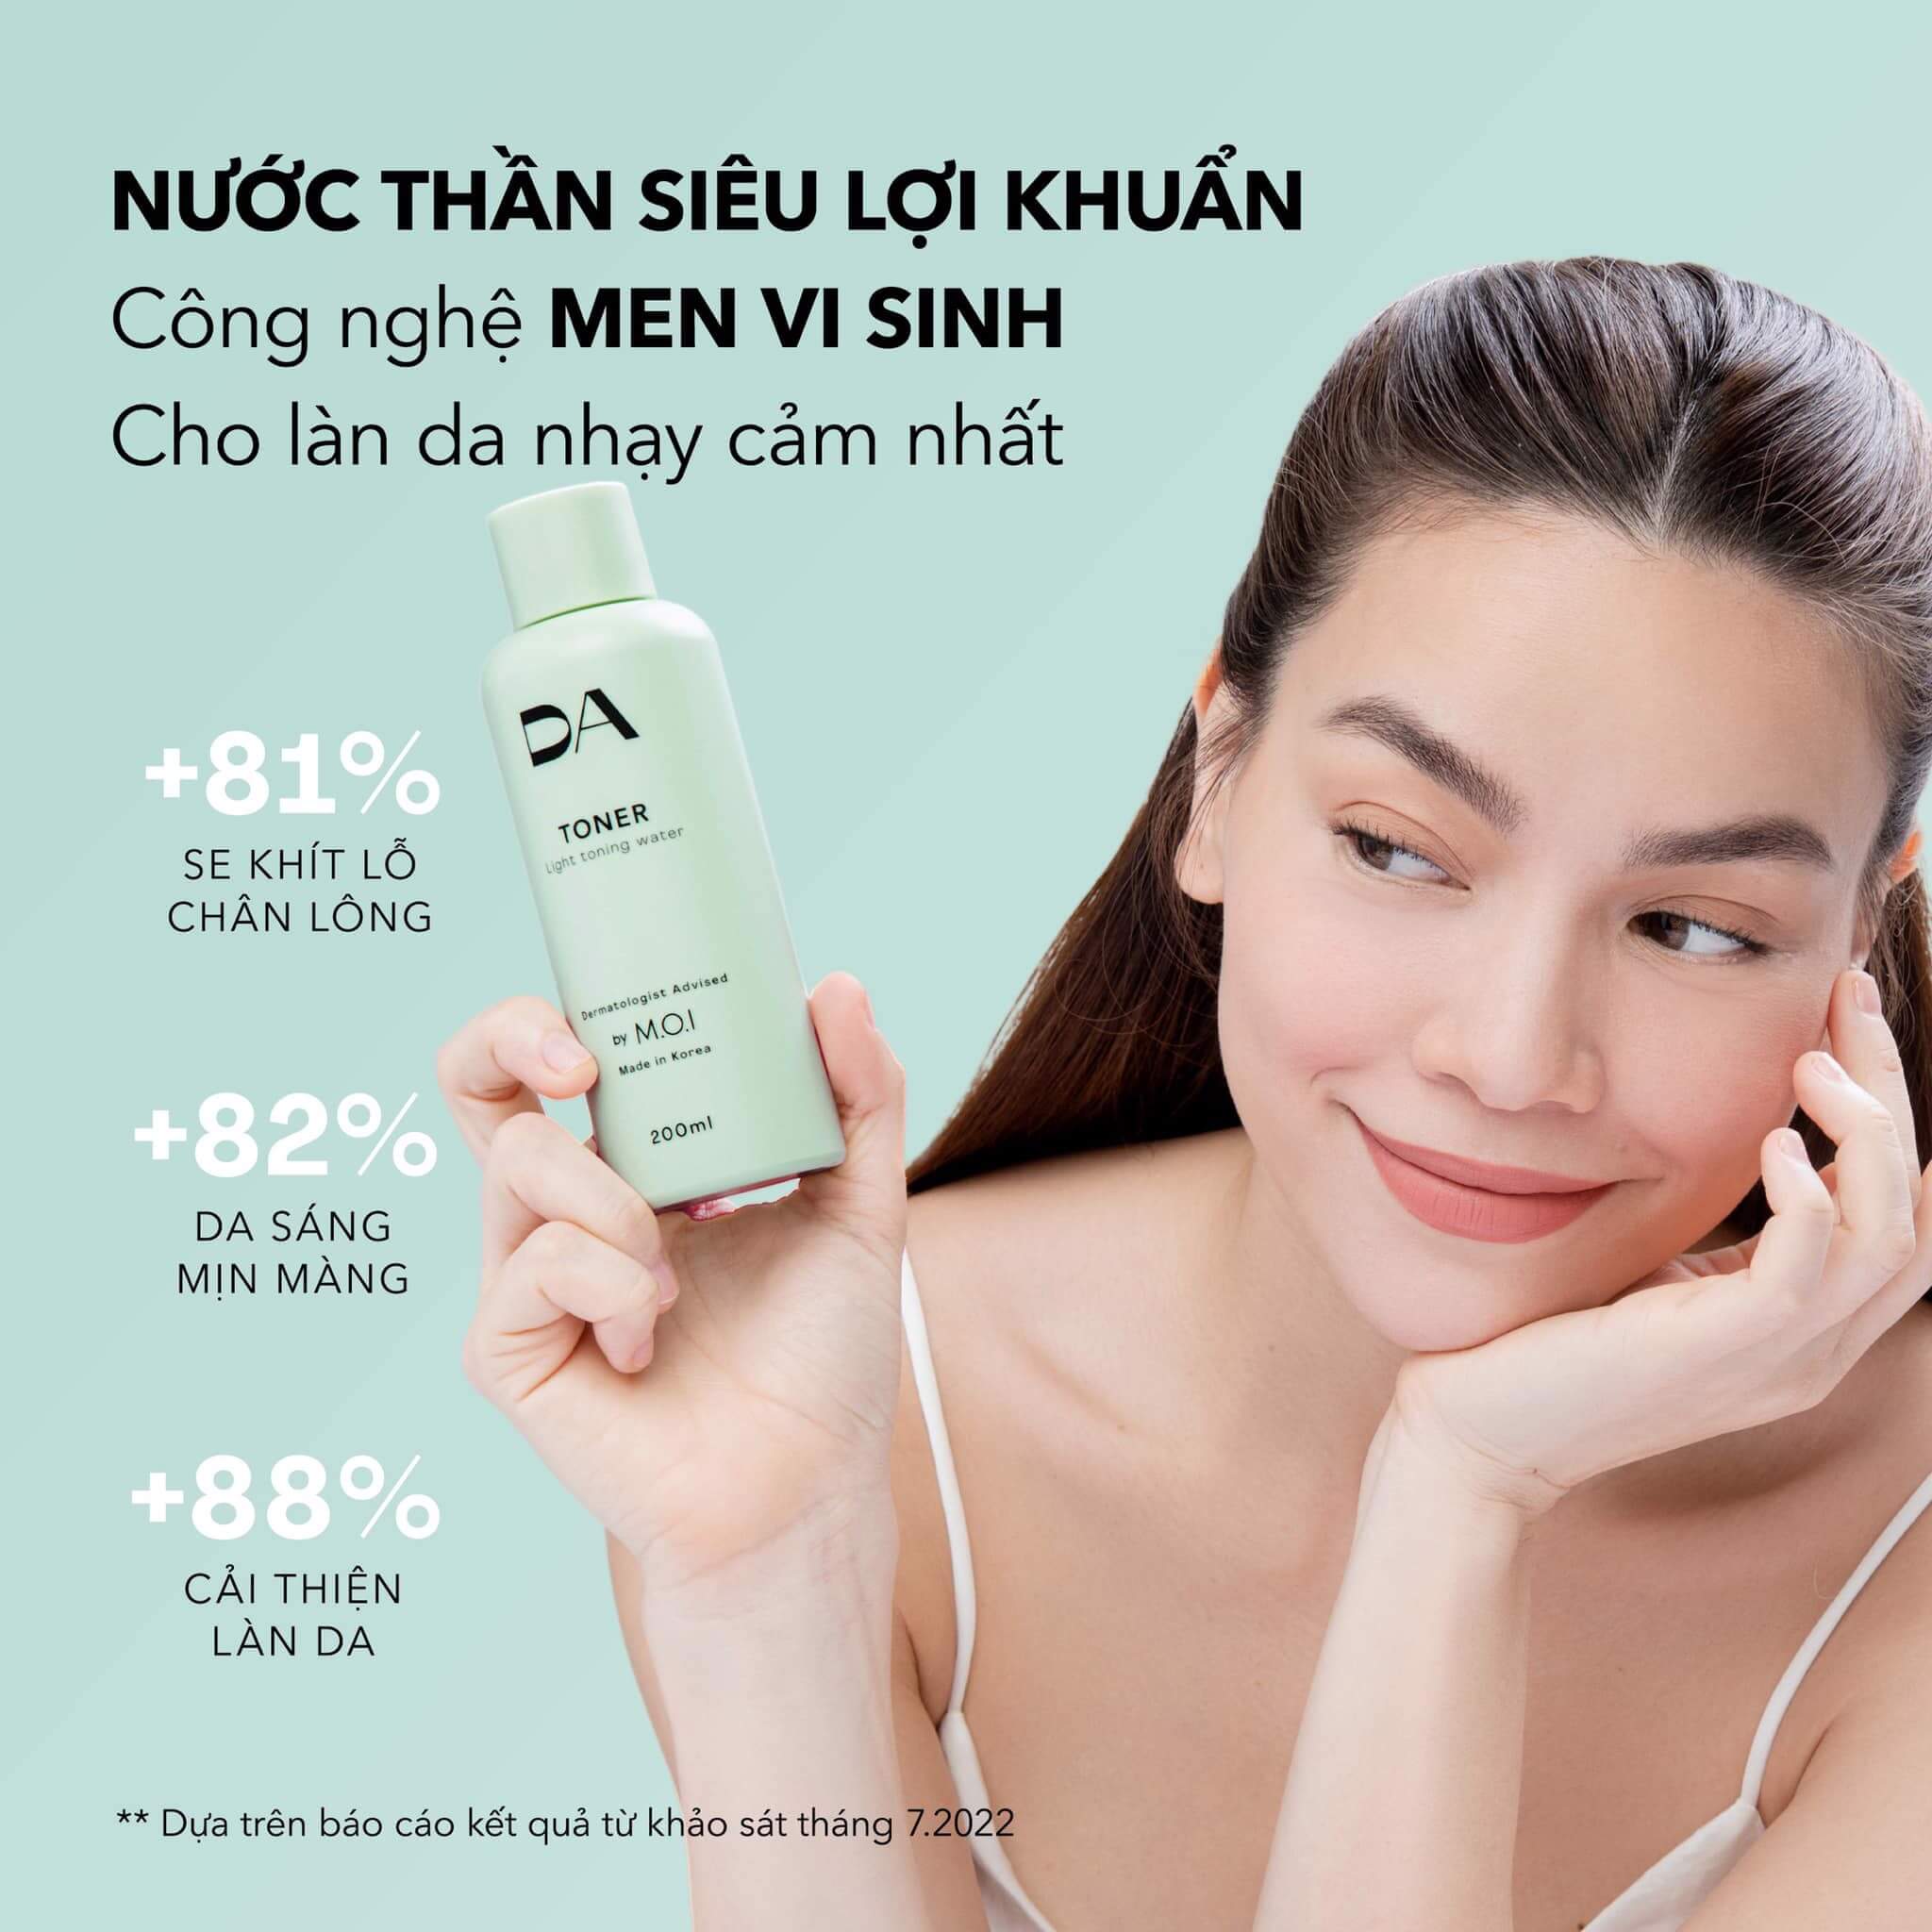 NƯỚC THẦN SIÊU LỢI KHUẨN
Công nghệ MEN VI SINH
Cho làn da nhạy cảm nhất
DA
TONER
Light toning water
Dermatologist Advised
by M.O.I
Made in Korea
200ml
+81%
SE KHÍT LỖ
CHÂN LÔNG
+82%
DA SÁNG
MỊN MÀNG
+88%
CẢI THIỆN
LÀN DA
** Dựa trên báo cáo kết quả từ khảo sát tháng 7.2022